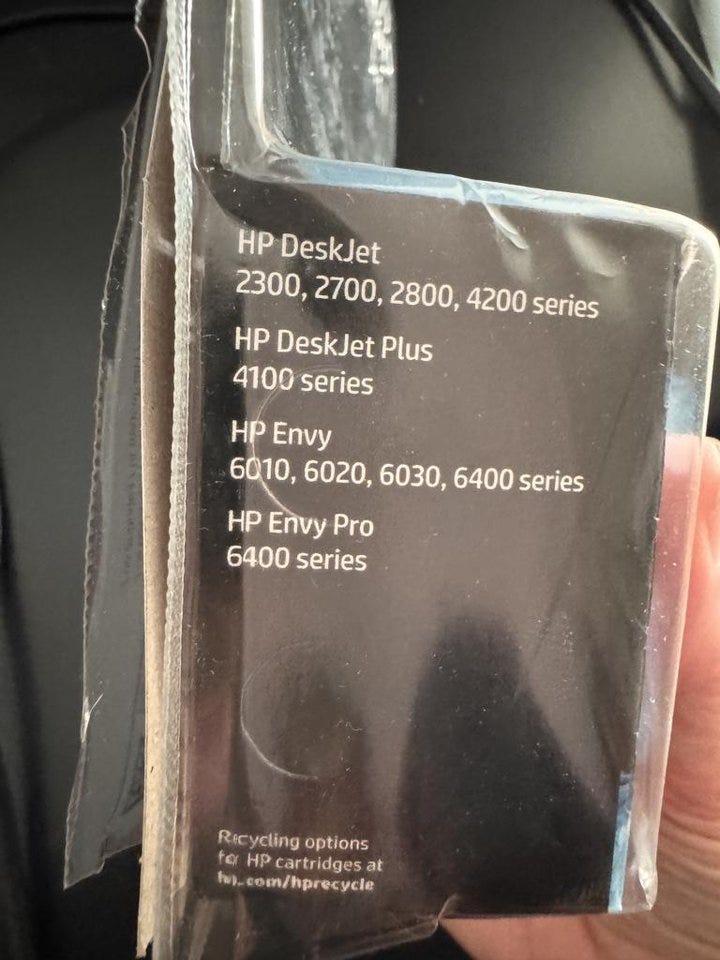 HP DeskJet
2300, 2700, 2800, 4200 series
HP DeskJet Plus
4100 series
HP Envy
6010, 6020, 6030, 6400 series
HP Envy Pro
6400 series
Recycling options
for HP cartridges at
hp.com/hprecycle